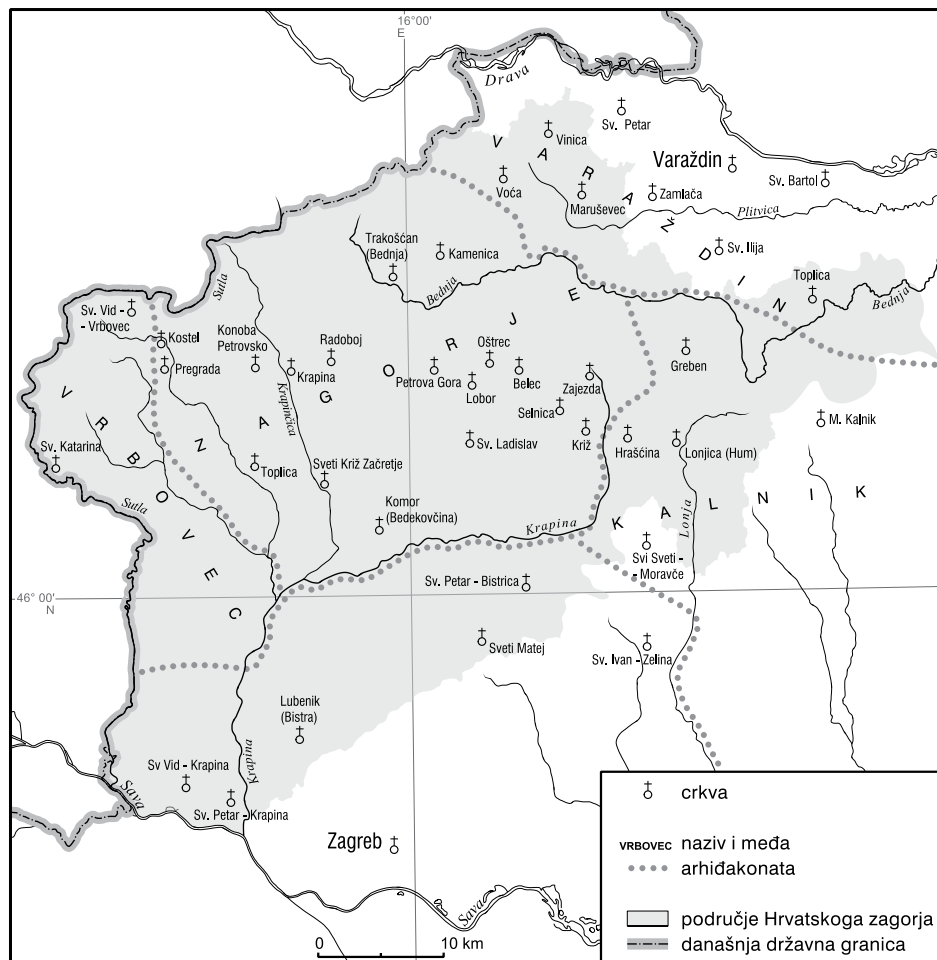 16°00'
E
Drava
Sv. Petar
Vinica
Varaždin
Voća
Sv. Bartol
Zamlača
Maruševec
Plitvica
VARAŽDIN
Sv. Ilija
Trakošćan
(Bednja)
Kamenica
Bednja
Toplica
Bednja
Sutla
Sv. Vid -
- Vrbovec
Kostel
Konoba
Petrovsko
Radoboj
Oštrec
Greben
Pregrada
Krapina
Petrova Gora
Lobor
Belec
Zajezda
Krapinčica
ZAGORJE
Selnica
M. Kalnik
VRBOVEC
Sv. Katarina
Sv. Ladislav
Križ
Hrašćina
Lonjica (Hum)
Toplica
Sveti Križ Začretje
Sutla
Komor
(Bedekovčina)
Krapina
KALNIK
Lonja
Svi Sveti -
- Moravče
Sv. Petar - Bistrica
46° 00'
N
Sveti Matej
Sv. Ivan - Zelina
Lubenik
(Bistra)
Krapina
Sv Vid - Krapina
Sava
Sv. Petar - Krapina
Zagreb
Sava
0 10 km
crkva
VRBOVEC naziv i međa
arhiđakonata
područje Hrvatskoga zagorja
današnja državna granica